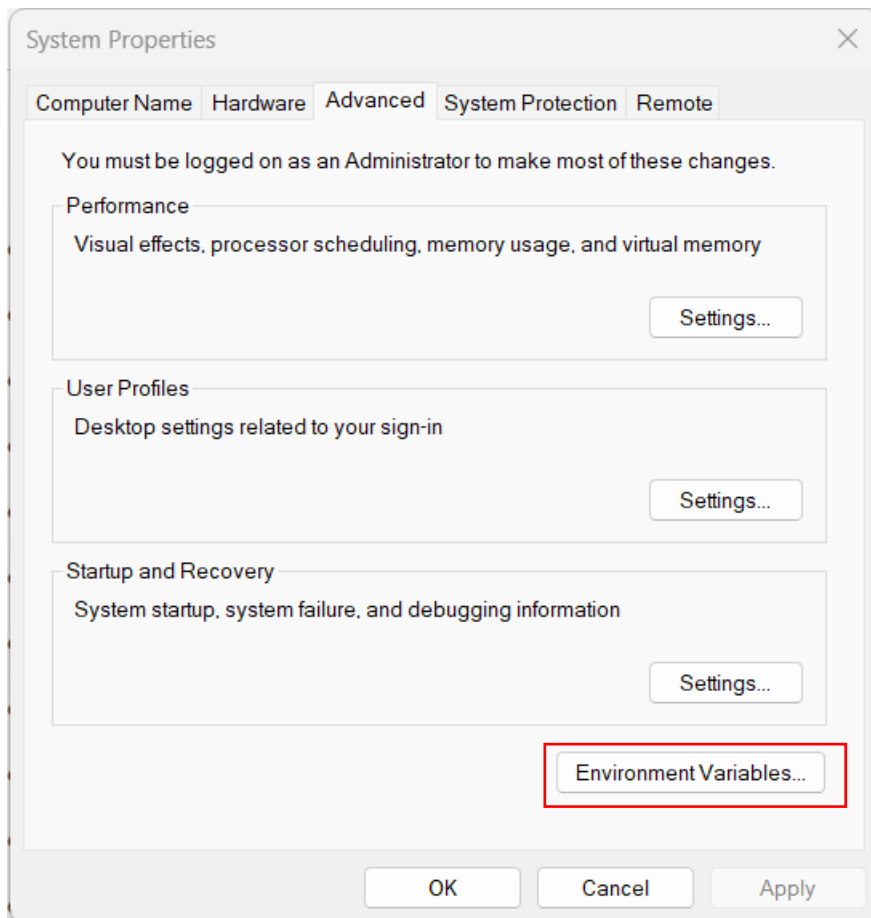 System Properties
Computer Name Hardware Advanced System Protection Remote
You must be logged on as an Administrator to make most of these changes.
Performance
Visual effects, processor scheduling, memory usage, and virtual memory
Settings...
User Profiles
Desktop settings related to your sign-in
Settings...
Startup and Recovery
System startup, system failure, and debugging information
Settings...
Environment Variables...
OK Cancel Apply